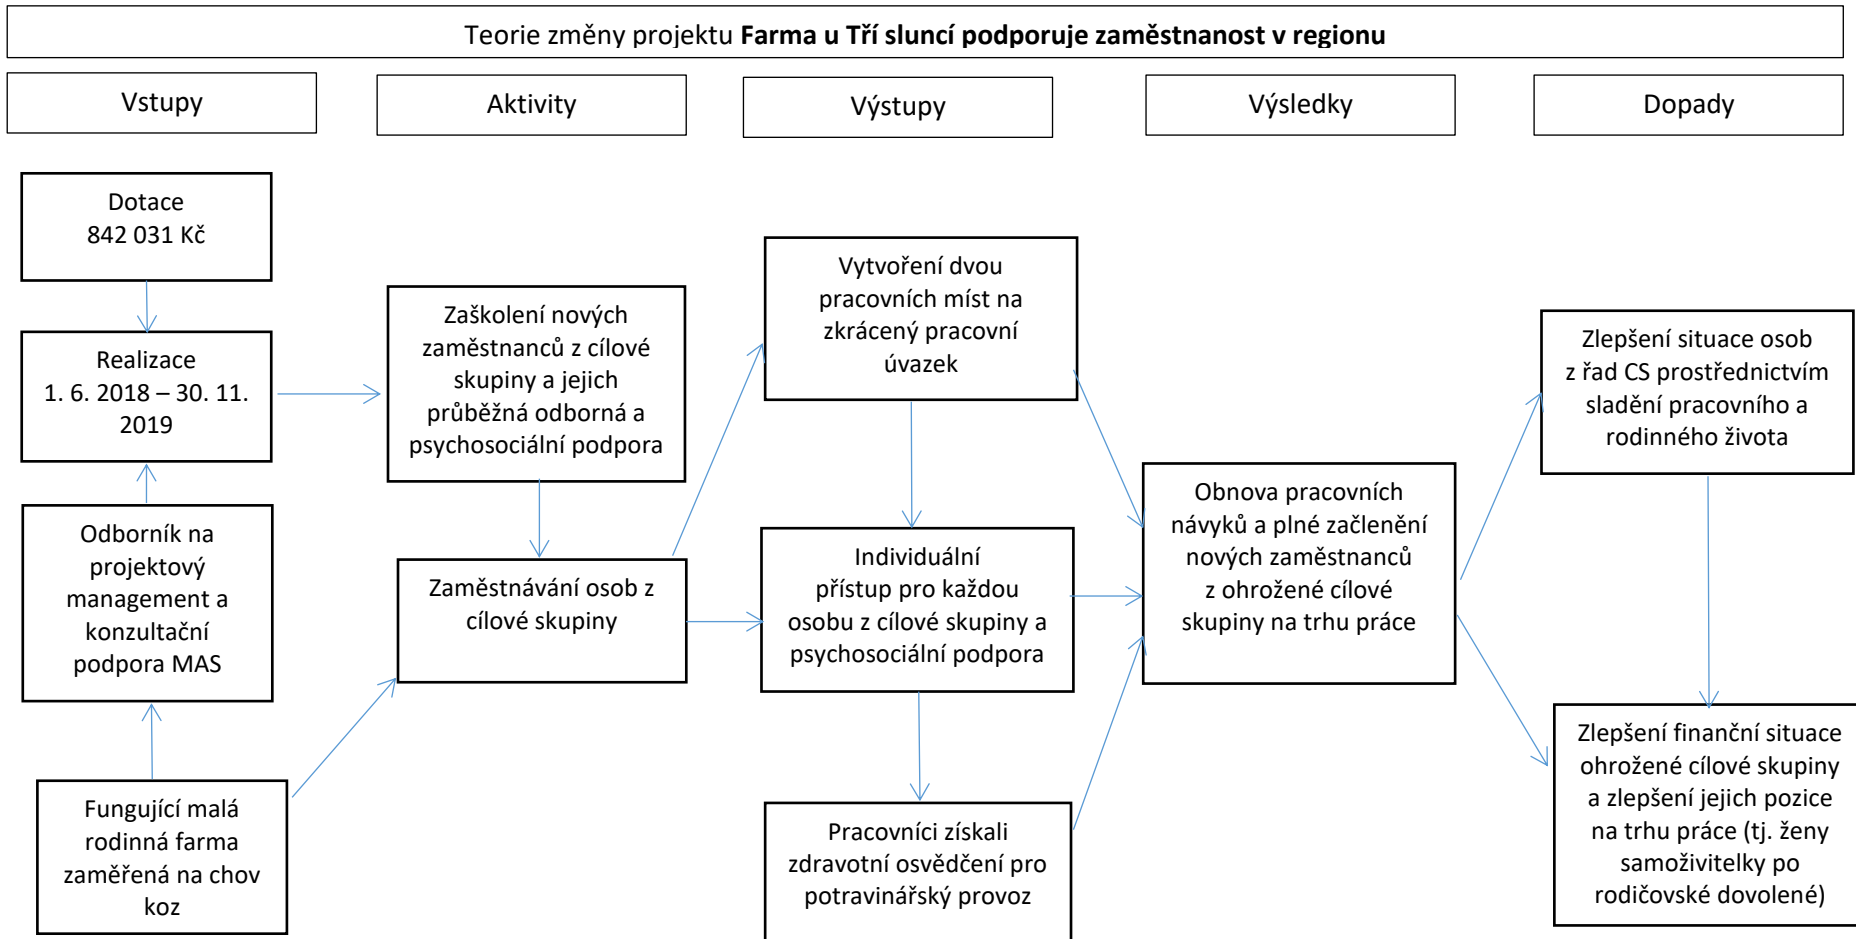 Teorie změny projektu Farma u Tří sluncí podporuje zaměstnanost v regionu
Vstupy
Aktivity
Výstupy
Výsledky
Dopady
Dotace
842 031 Kč
Realizace
1. 6. 2018 – 30. 11.
2019
Odborník na
projektový
management a
konzultační
podpora MAS
Fungující malá
rodinná farma
zaměřená na chov
koz
Zaškolení nových
zaměstnanců z cílové
skupiny a jejich
průběžná odborná a
psychosociální podpora
Zaměstnávání osob z
cílové skupiny
Vytvoření dvou
pracovních míst na
zkrácený pracovní
úvazek
Individuální
přístup pro každou
osobu z cílové skupiny a
psychosociální podpora
Pracovníci získali
zdravotní osvědčení pro
potravinářský provoz
Obnova pracovních
návyků a plné začlenění
nových zaměstnanců
z ohrožené cílové
skupiny na trhu práce
Zlepšení situace osob
z řad CS prostřednictvím
sladění pracovního a
rodinného života
Zlepšení finanční situace
ohrožené cílové skupiny
a zlepšení jejich pozice
na trhu práce (tj. ženy
samoživitelky po
rodičovské dovolené)